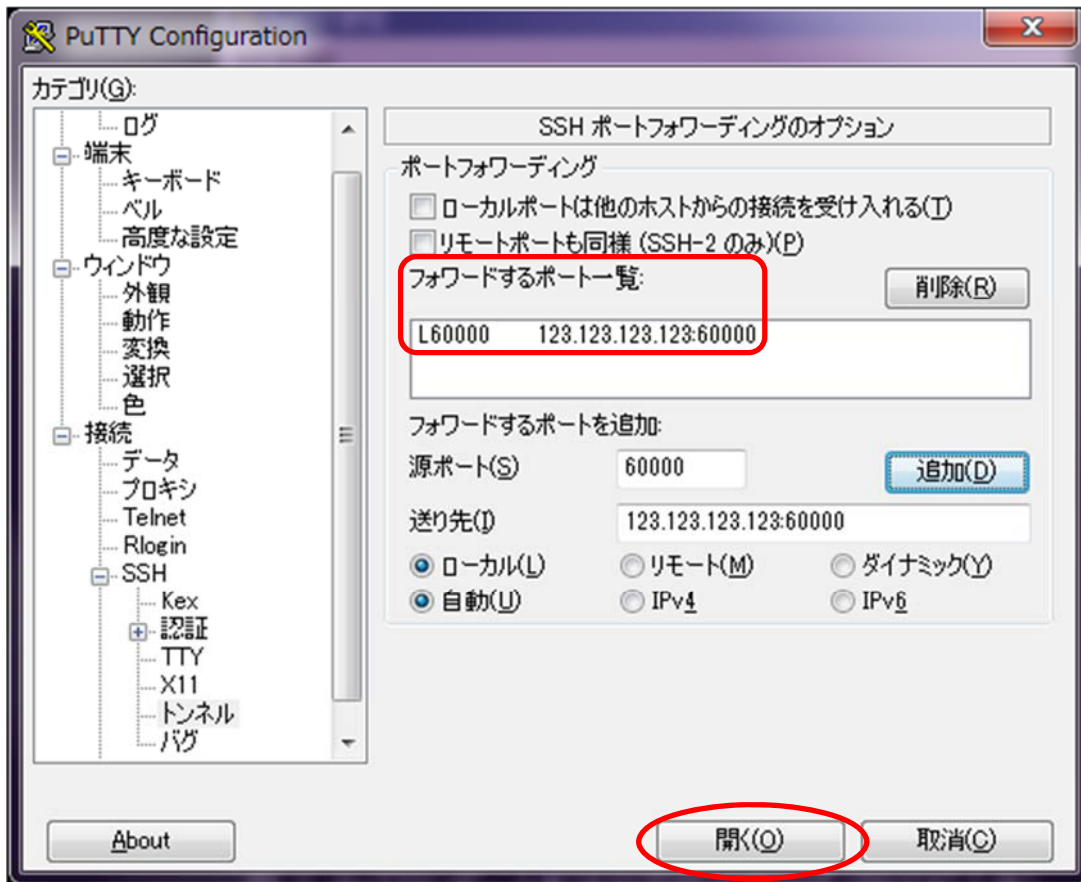 PuTTY Configuration
カテゴリ(G):
ログ
端末
キーボード
ベル
高度な設定
ウィンドウ
外観
動作
変換
選択
色
接続
データ
プロキシ
Telnet
Rlogin
SSH
Kex
認証
TTY
X11
トンネル
バグ
SSH ポートフォワーディングのオプション
ポートフォワーディング
ローカルポートは他のホストからの接続を受け入れる(T)
リモートポートも同様 (SSH-2 のみ)(P)
フォワードするポート一覧:
削除(R)
L60000 123.123.123.123:60000
フォワードするポートを追加:
源ポート(S) 60000 追加(D)
送り先(I) 123.123.123.123:60000
ローカル(L) リモート(M) ダイナミック(Y)
自動(U) IPv4 IPv6
About 開く(O) 取消(C)